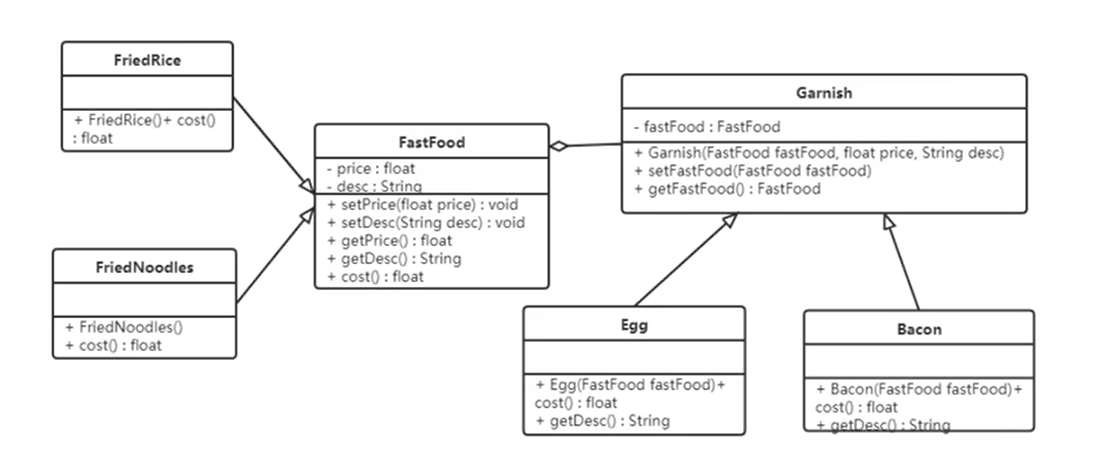 FriedRice
+ FriedRice()+ cost()
: float
FriedNoodles
+ FriedNoodles()
+ cost() : float
FastFood
- price : float
- desc : String
+ setPrice(float price) : void
+ setDesc(String desc) : void
+ getPrice() : float
+ getDesc() : String
+ cost() : float
Garnish
- fastFood : FastFood
+ Garnish(FastFood fastFood, float price, String desc)
+ setFastFood(FastFood fastFood)
+ getFastFood() : FastFood
Egg
+ Egg(FastFood fastFood)+
cost() : float
+ getDesc() : String
Bacon
+ Bacon(FastFood fastFood)+
cost() : float
+ getDesc() : String